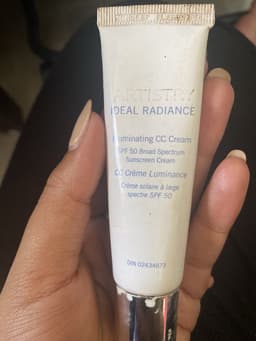 ARTISTRY
IDEAL RADIANCE
Illuminating CC Cream
SPF 50 Broad Spectrum
Sunscreen Cream
CC Crème Luminance
Crème solaire à large
spectre SPF 50
DIN 02434877